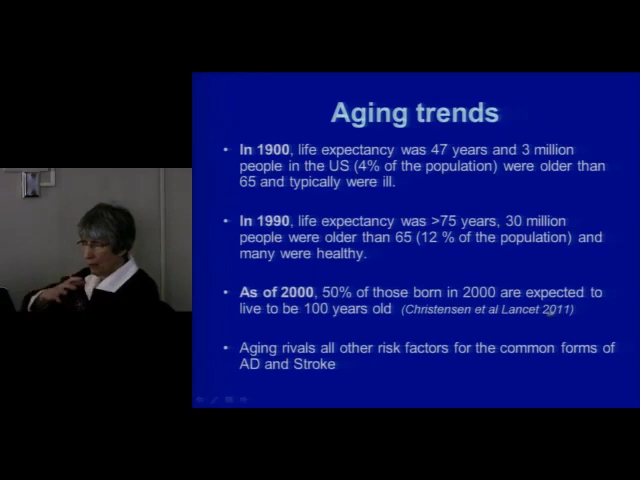 Aging trends
• In 1900, life expectancy was 47 years and 3 million
people in the US (4% of the population) were older than
65 and typically were ill.
• In 1990, life expectancy was >75 years, 30 million
people were older than 65 (12 % of the population) and
many were healthy.
• As of 2000, 50% of those born in 2000 are expected to
live to be 100 years old (Christensen et al Lancet 2011)
• Aging rivals all other risk factors for the common forms of
AD and Stroke